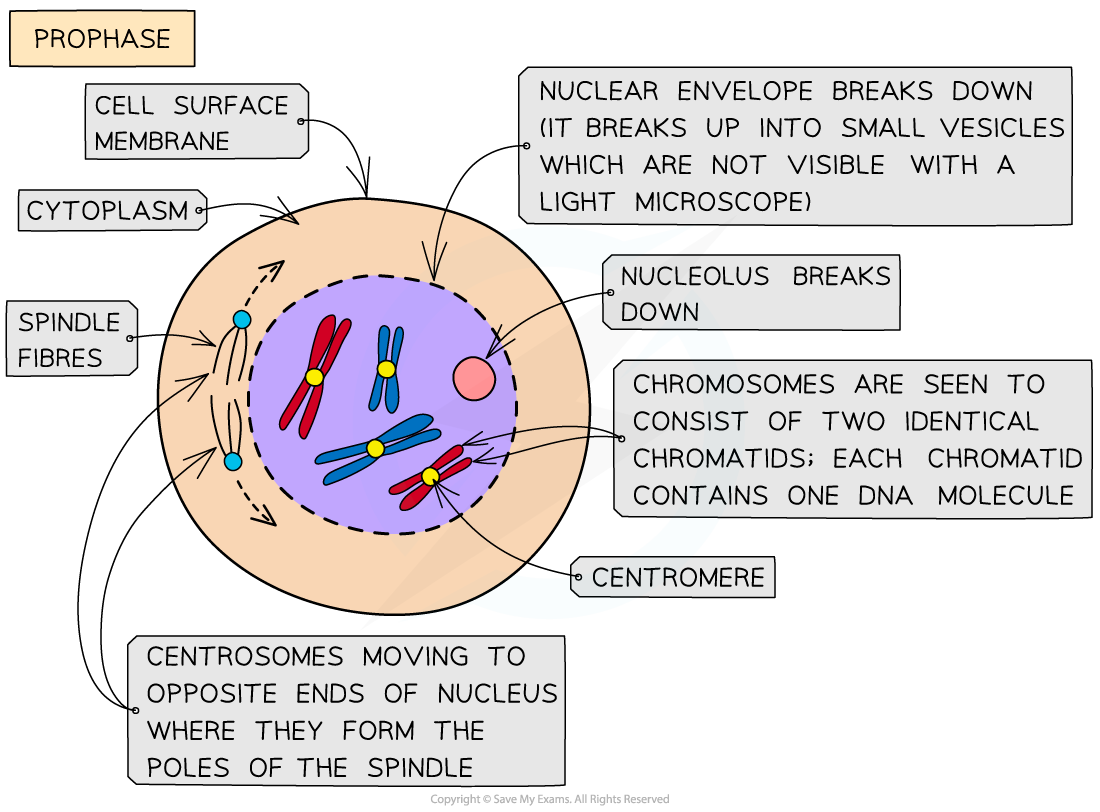 PROPHASE
CELL SURFACE
MEMBRANE
NUCLEAR ENVELOPE BREAKS DOWN
(IT BREAKS UP INTO SMALL VESICLES
WHICH ARE NOT VISIBLE WITH A
LIGHT MICROSCOPE)
CYTOPLASM
NUCLEOLUS BREAKS
DOWN
SPINDLE
FIBRES
CHROMOSOMES ARE SEEN TO
CONSIST OF TWO IDENTICAL
CHROMATIDS; EACH CHROMATID
CONTAINS ONE DNA MOLECULE
CENTROMERE
CENTROSOMES MOVING TO
OPPOSITE ENDS OF NUCLEUS
WHERE THEY FORM THE
POLES OF THE SPINDLE
Copyright © Save My Exams. All Rights Reserved